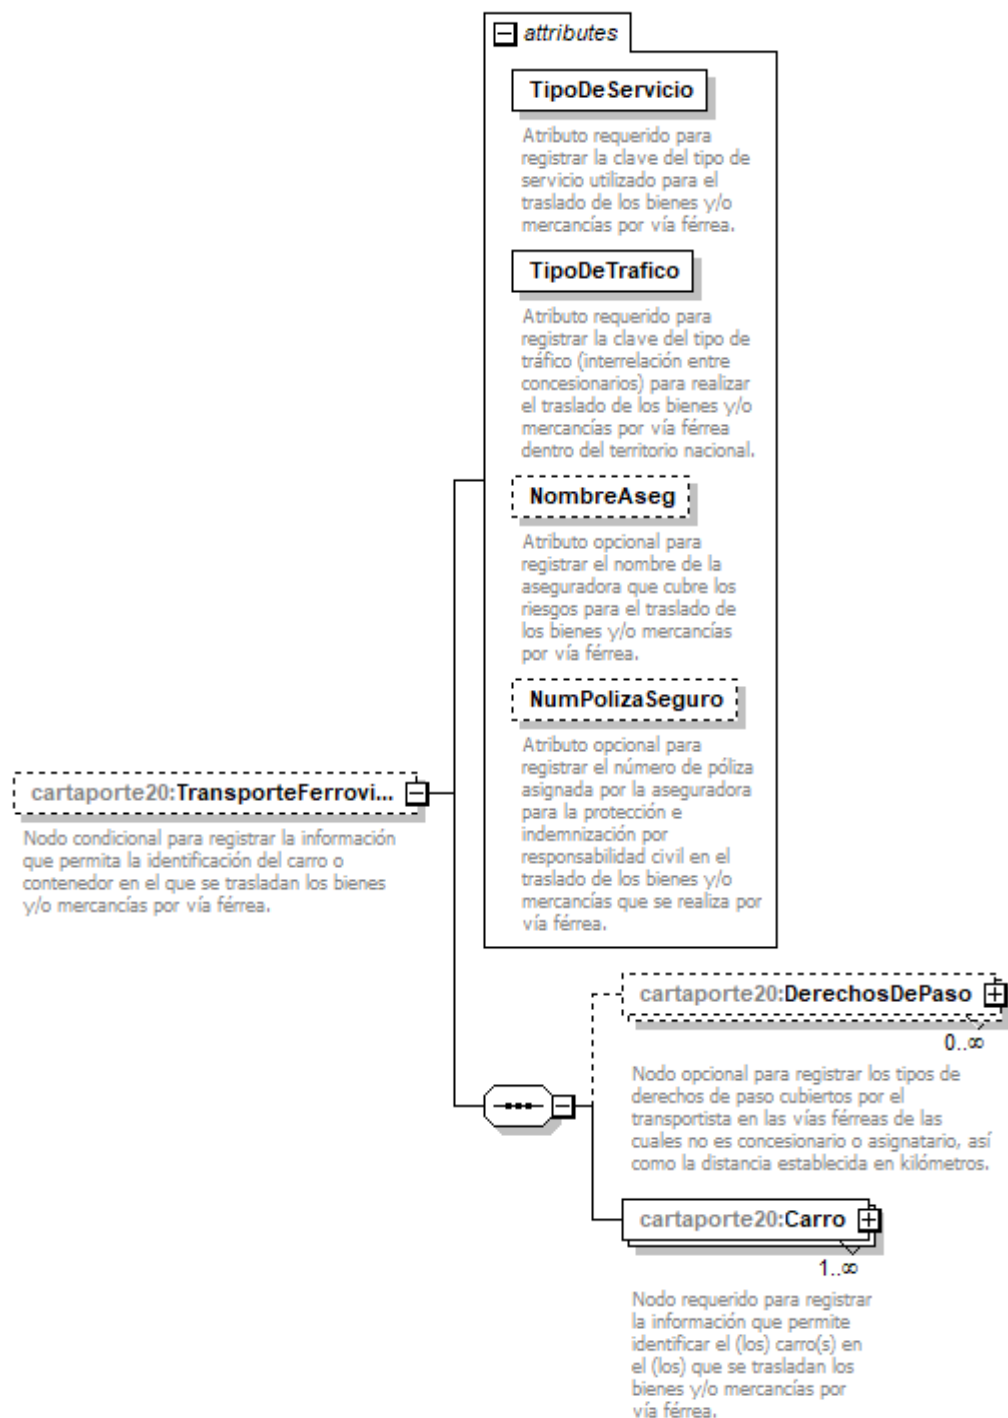 attributes
TipoDeServicio
Atributo requerido para
registrar la clave del tipo de
servicio utilizado para el
traslado de los bienes y/o
mercancías por vía férrea.
TipoDeTrafico
Atributo requerido para
registrar la clave del tipo de
tráfico (interrelación entre
concesionarios) para realizar
el traslado de los bienes y/o
mercancías por vía férrea
dentro del territorio nacional.
NombreAseg
Atributo opcional para
registrar el nombre de la
aseguradora que cubre los
riesgos para el traslado de
los bienes y/o mercancías
por vía férrea.
NumPolizaSeguro
Atributo opcional para
registrar el número de póliza
asignada por la aseguradora
para la protección e
indemnización por
responsabilidad civil en el
traslado de los bienes y/o
mercancías que se realiza por
vía férrea.
cartaporte20:TransporteFerrovi...
Nodo condicional para registrar la información
que permita la identificación del carro o
contenedor en el que se trasladan los bienes
y/o mercancías por vía férrea.
cartaporte20:DerechosDePaso
0..∞
Nodo opcional para registrar los tipos de
derechos de paso cubiertos por el
transportista en las vías férreas de las
cuales no es concesionario o asignatario, así
como la distancia establecida en kilómetros.
cartaporte20:Carro
1..∞
Nodo requerido para registrar
la información que permite
identificar el (los) carro(s) en
el (los) que se trasladan los
bienes y/o mercancías por
vía férrea.